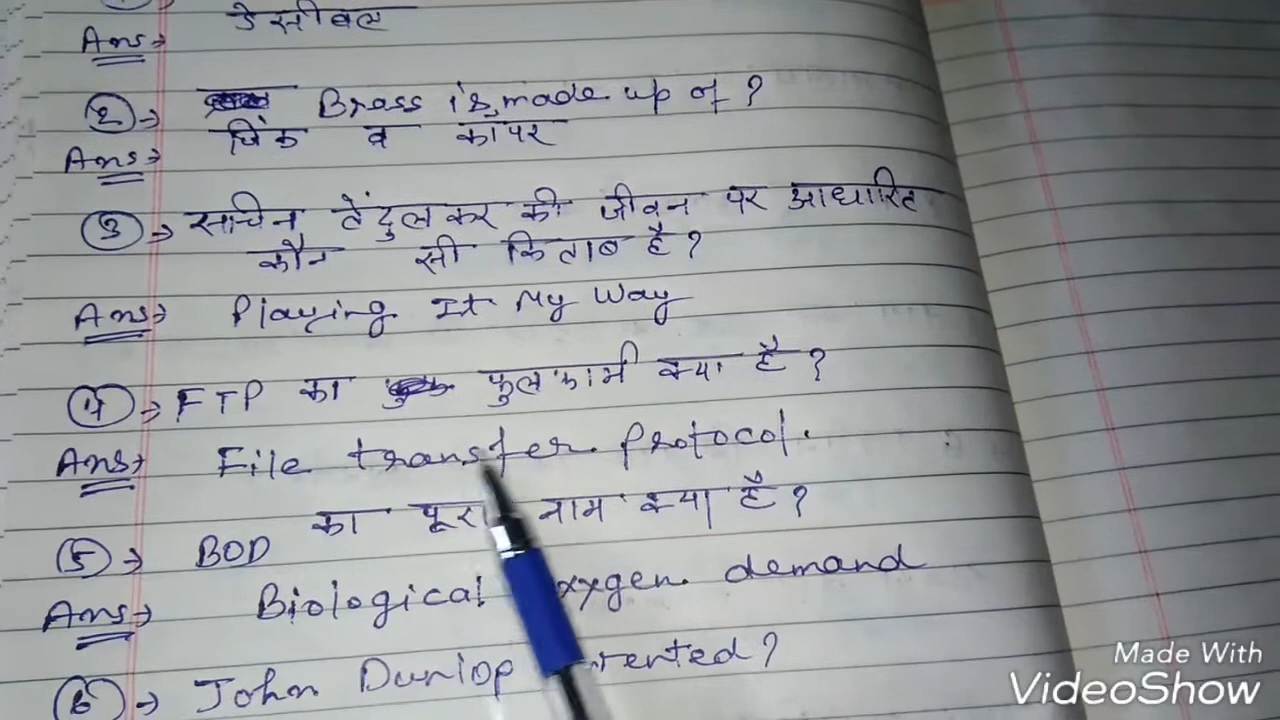 डेसीबल
Ans→
② → Brass is made up of ?
Ans→ जिंक व कापर
③ → साचिन तेंदुलकर की जीवन पर आधारित
कौन सी किताब है ?
Ans→ Playing It My Way
④ → FTP का फुलफार्म क्या है ?
Ans→ File transfer Protocol.
⑤ → BOD का पूरा नाम क्या है ?
Ans→ Biological oxygen demand
⑥ → John Dunlop ?
Made With
VideoShow